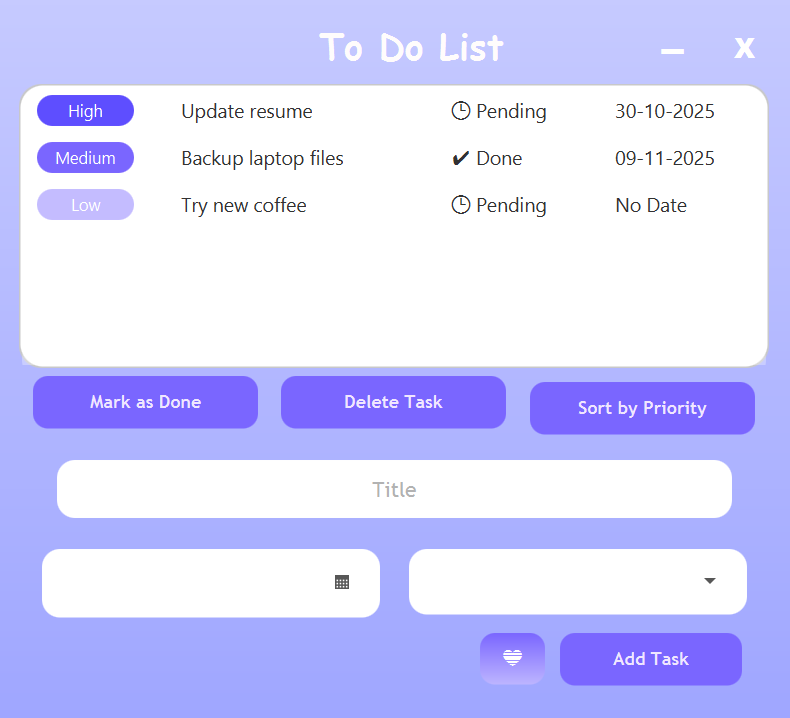 To Do List
High Update resume Pending 30-10-2025
Medium Backup laptop files ✔ Done 09-11-2025
Low Try new coffee Pending No Date
Mark as Done Delete Task Sort by Priority
Title
Add Task